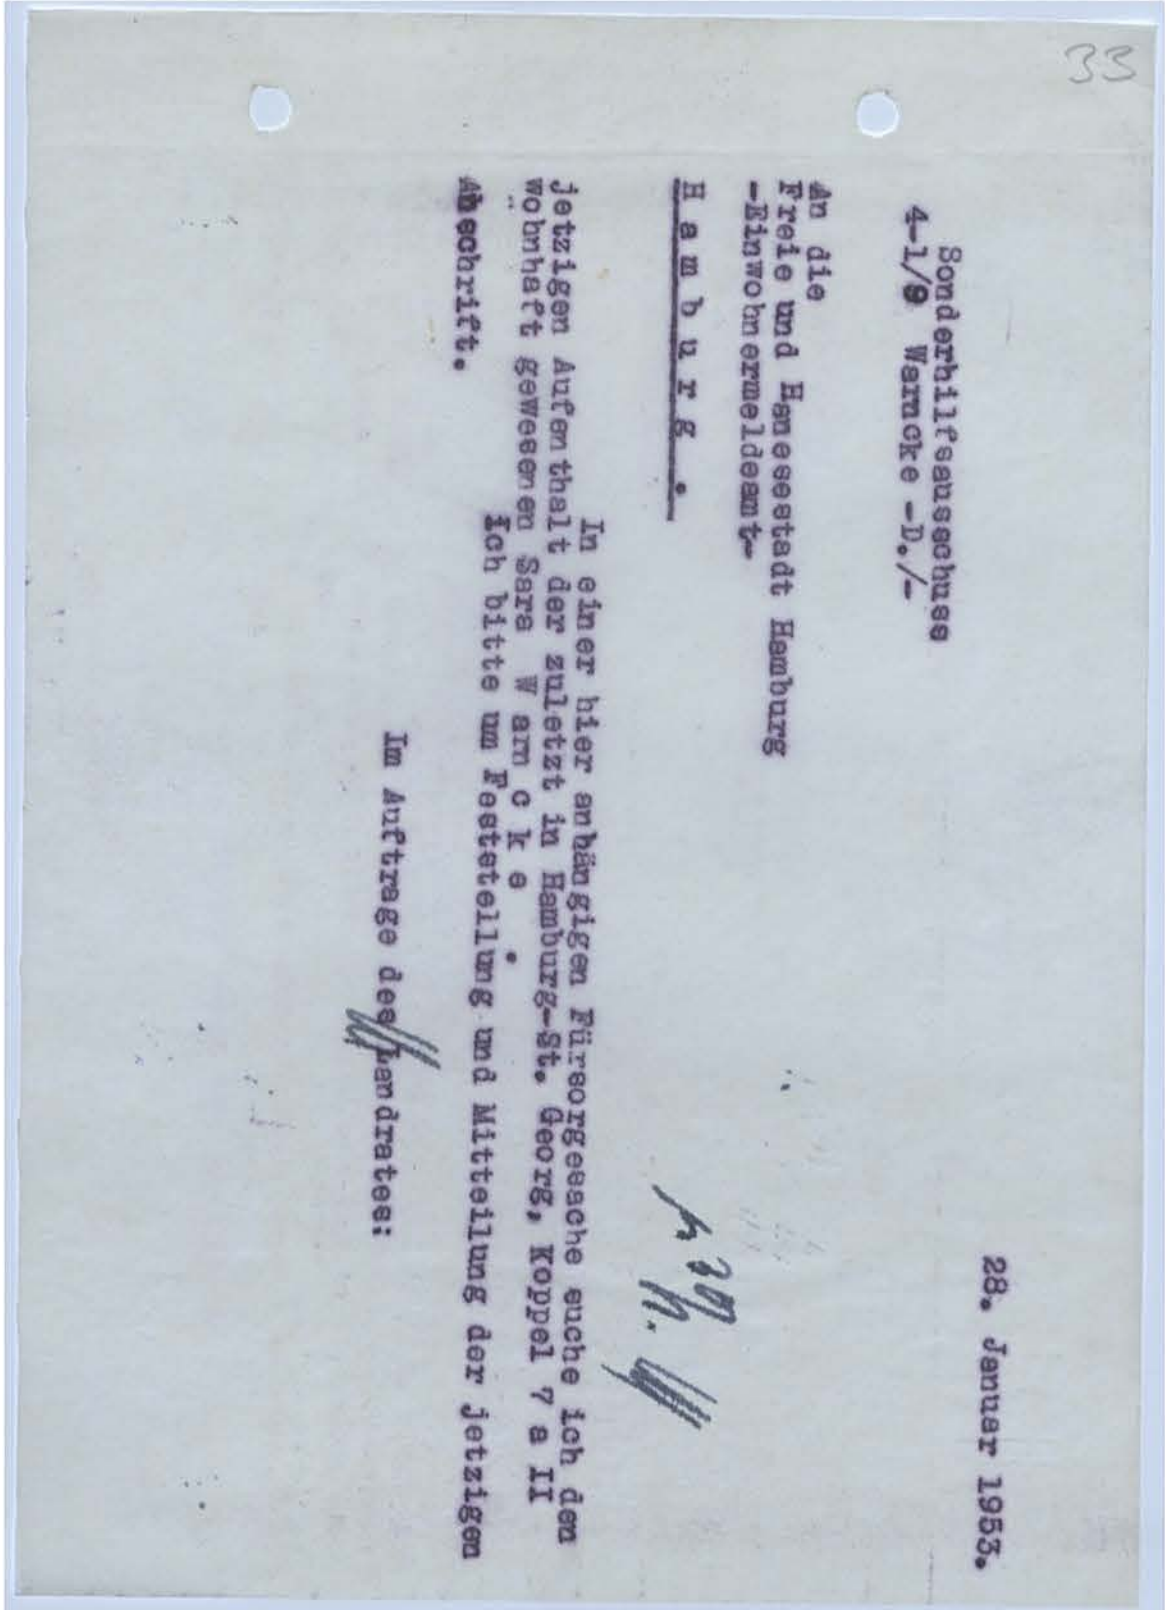 33
28. Januar 1953.
Sonderhilfsausschuss
4-1/9 Warncke -D./-
An die
Freie und Hansestadt Hamburg
-Einwohnermeldeamt-
H a m b u r g .
In einer hier anhängigen Fürsorgesache suche ich den
jetzigen Aufenthalt der zuletzt in Hamburg-St. Georg, Koppel 7 a II
wohnhaft gewesenen Sara W a r n c k e .
Ich bitte um Feststellung und Mitteilung der jetzigen
Anschrift.
Im Auftrage des Landrates: